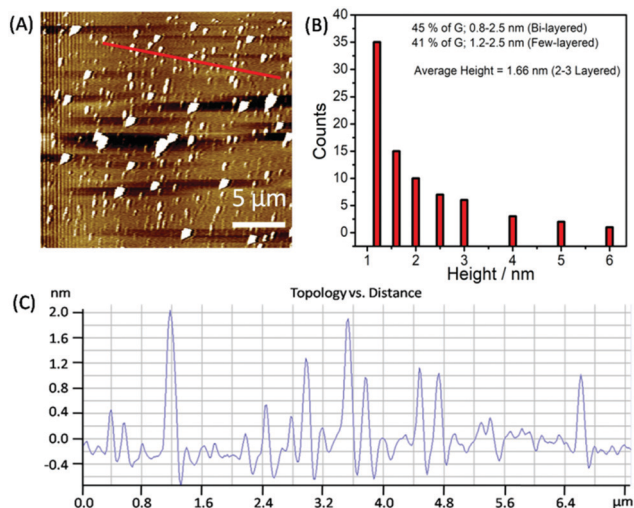 (A)
5 µm
(B)
45 % of G; 0.8-2.5 nm (Bi-layered)
41 % of G; 1.2-2.5 nm (Few-layered)
Average Height = 1.66 nm (2-3 Layered)
Counts
40
35
30
25
20
15
10
5
0
1 2 3 4 5 6
Height / nm
(C)
nm
Topology vs. Distance
2.0
1.6
1.2
0.8
0.4
0.0
-0.4
0.0 0.8 1.6 2.4 3.2 4.0 4.8 5.6 6.4 µm